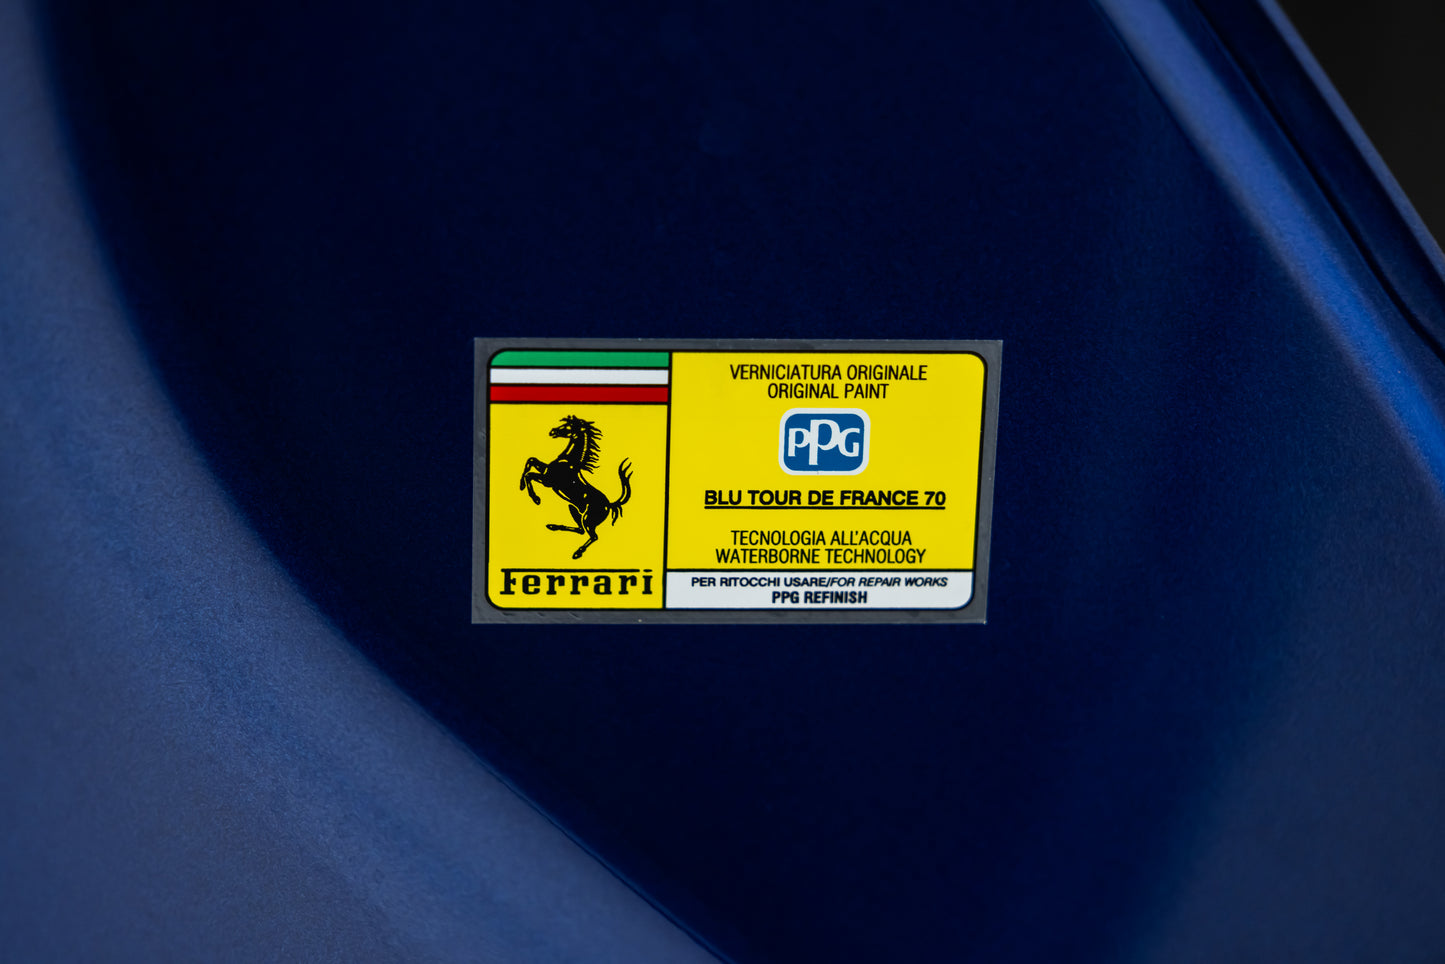 Ferrari
VERNICIATURA ORIGINALE
ORIGINAL PAINT
PPG
BLU TOUR DE FRANCE 70
TECNOLOGIA ALL'ACQUA
WATERBORNE TECHNOLOGY
PER RITOCCHI USARE/FOR REPAIR WORKS
PPG REFINISH